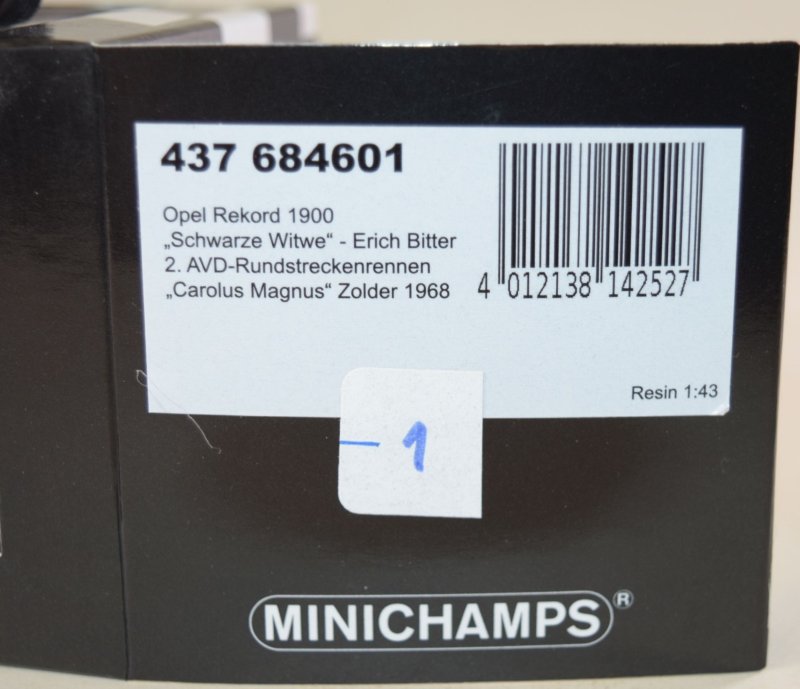 437 684601
Opel Rekord 1900
„Schwarze Witwe“ - Erich Bitter
2. AVD-Rundstreckenrennen
„Carolus Magnus“ Zolder 1968
4 012138 142527
Resin 1:43
- 1
MINICHAMPS®